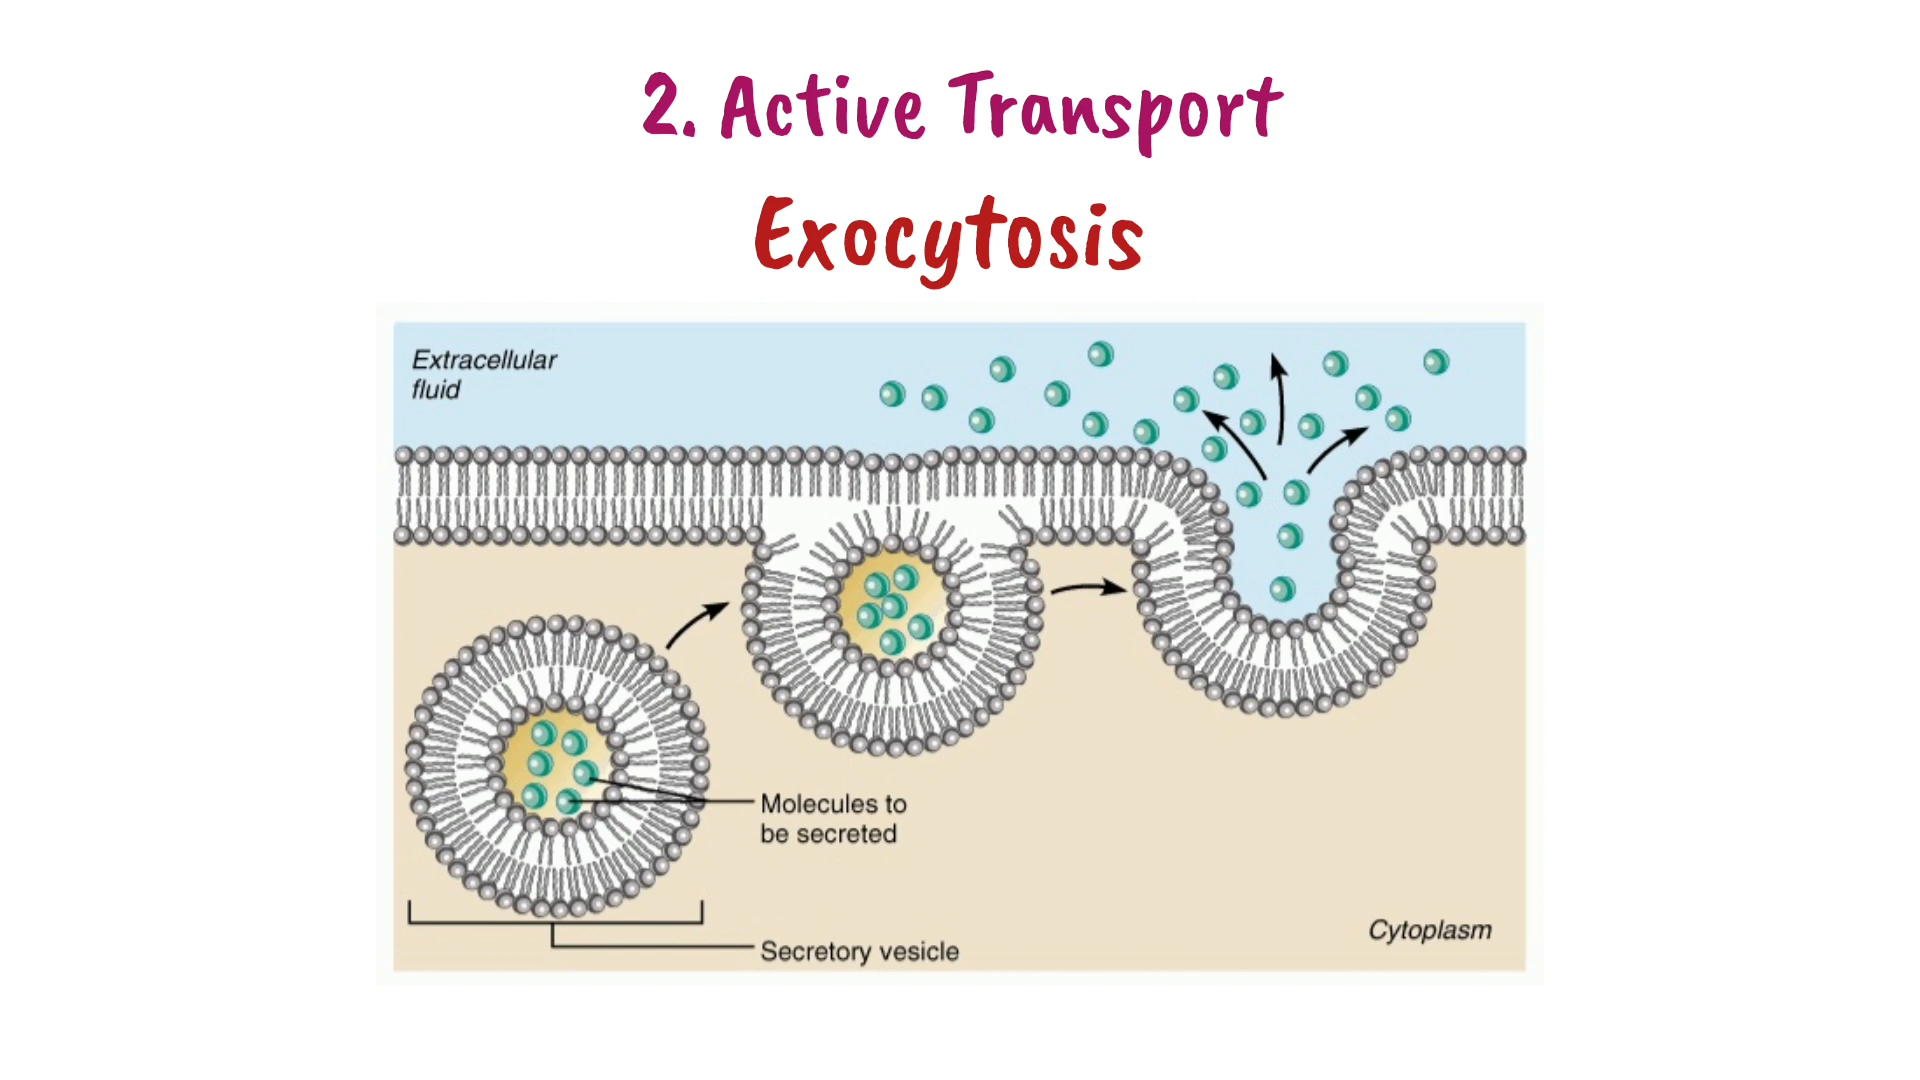 2. Active Transport
Exocytosis
Extracellular
fluid
Molecules to
be secreted
Cytoplasm
Secretory vesicle